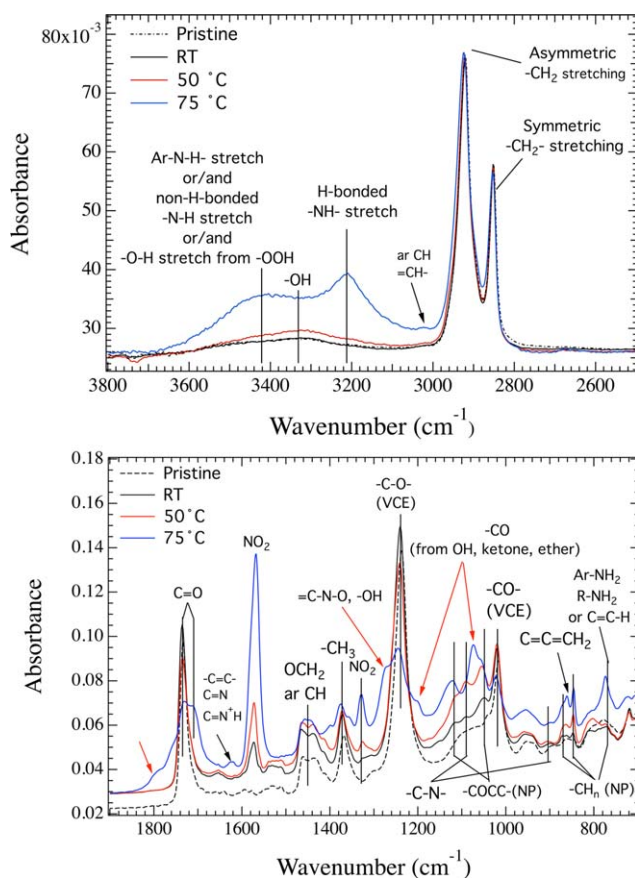 80x10-3
70
60
50
40
30
Absorbance
Pristine
RT
50 ˚C
75 ˚C
Asymmetric
-CH2 stretching
Symmetric
-CH2- stretching
Ar-N-H- stretch
or/and
non-H-bonded
-N-H stretch
or/and
-O-H stretch from -OOH
-OH
H-bonded
-NH- stretch
ar CH
=CH-
3800 3600 3400 3200 3000 2800 2600
Wavenumber (cm-1)
0.18
0.16
0.14
0.12
0.10
0.08
0.06
0.04
0.02
Absorbance
Pristine
RT
50˚C
75˚C
C=O
NO2
-C-O-
(VCE)
-CO
(from OH, ketone, ether)
=C-N-O, -OH
-CO-
(VCE)
Ar-NH2
R-NH2
or C=C-H
-C=C-
C=N
C=N+H
OCH2
ar CH
-CH3
NO2
C=C=CH2
-C-N-
-COCC-(NP)
-CHn (NP)
1800 1600 1400 1200 1000 800
Wavenumber (cm-1)